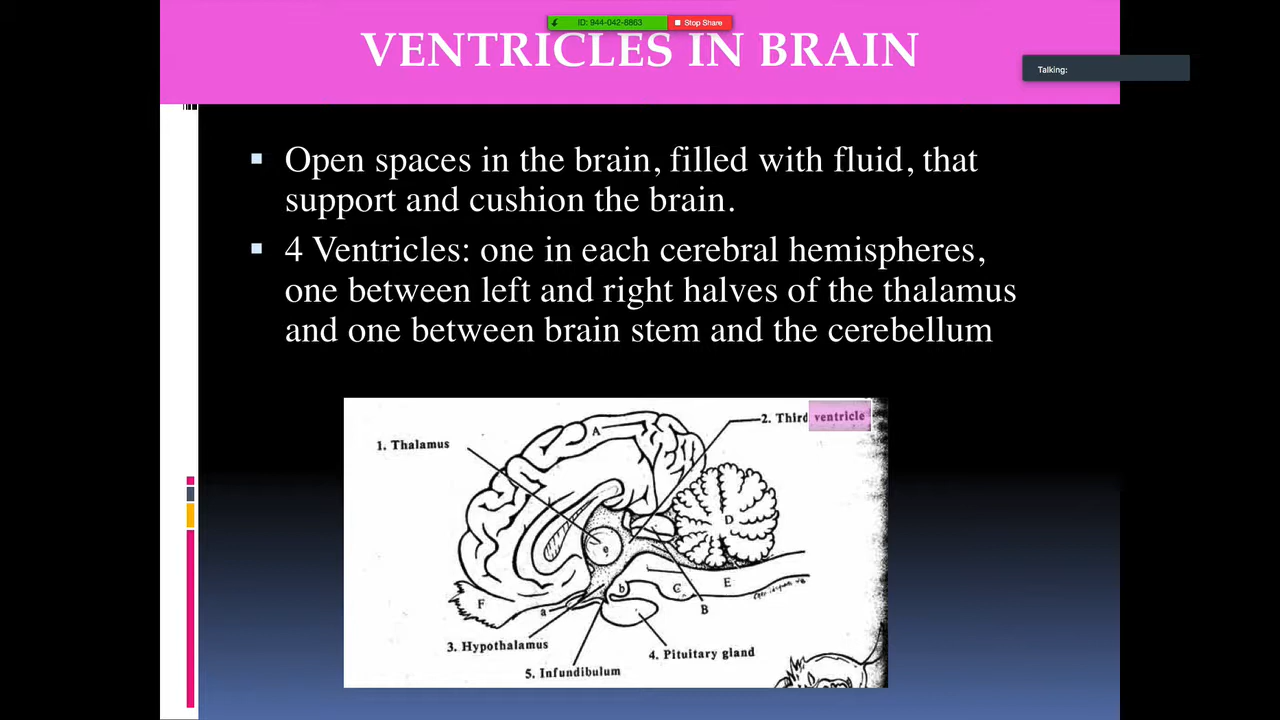 ID: 944-042-8863
Stop Share
VENTRICLES IN BRAIN
Talking:
Open spaces in the brain, filled with fluid, that
support and cushion the brain.
4 Ventricles: one in each cerebral hemispheres,
one between left and right halves of the thalamus
and one between brain stem and the cerebellum
2. Third ventricle
1. Thalamus
A
D
e
F
a
b
C
E
B
3. Hypothalamus
4. Pituitary gland
5. Infundibulum